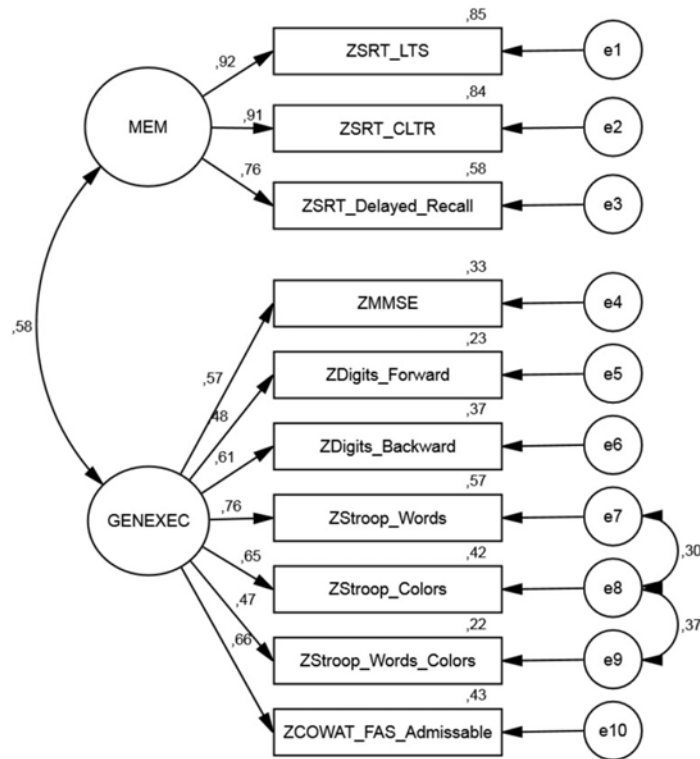 ,85
ZSRT_LTS
e1
,92
MEM
,84
,91
ZSRT_CLTR
e2
,76
,58
ZSRT_Delayed_Recall
e3
,58
,33
ZMMSE
e4
,57
,23
ZDigits_Forward
e5
,48
,37
ZDigits_Backward
e6
,61
,57
GENEXEC
,76
ZStroop_Words
e7
,30
,42
,65
ZStroop_Colors
e8
,37
,22
,47
ZStroop_Words_Colors
e9
,66
,43
ZCOWAT_FAS_Admissable
e10